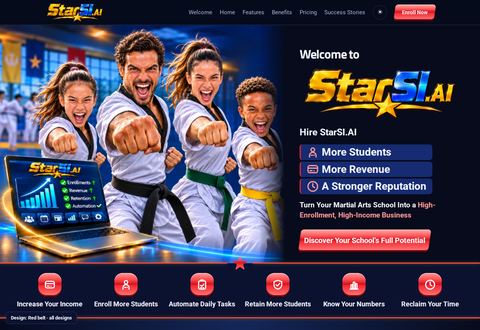 StarSI.AI
Welcome Home Features Benefits Pricing Success Stories
Enroll Now
Welcome to
StarSI.AI
Hire StarSI.AI
More Students
More Revenue
A Stronger Reputation
Turn Your Martial Arts School Into a High-
Enrollment, High-Income Business
Discover Your School's Full Potential
StarSI.AI
Enrollments
Revenue
Retention
Automation
Increase Your Income
Enroll More Students
Automate Daily Tasks
Retain More Students
Know Your Numbers
Reclaim Your Time
Design: Red belt · all designs